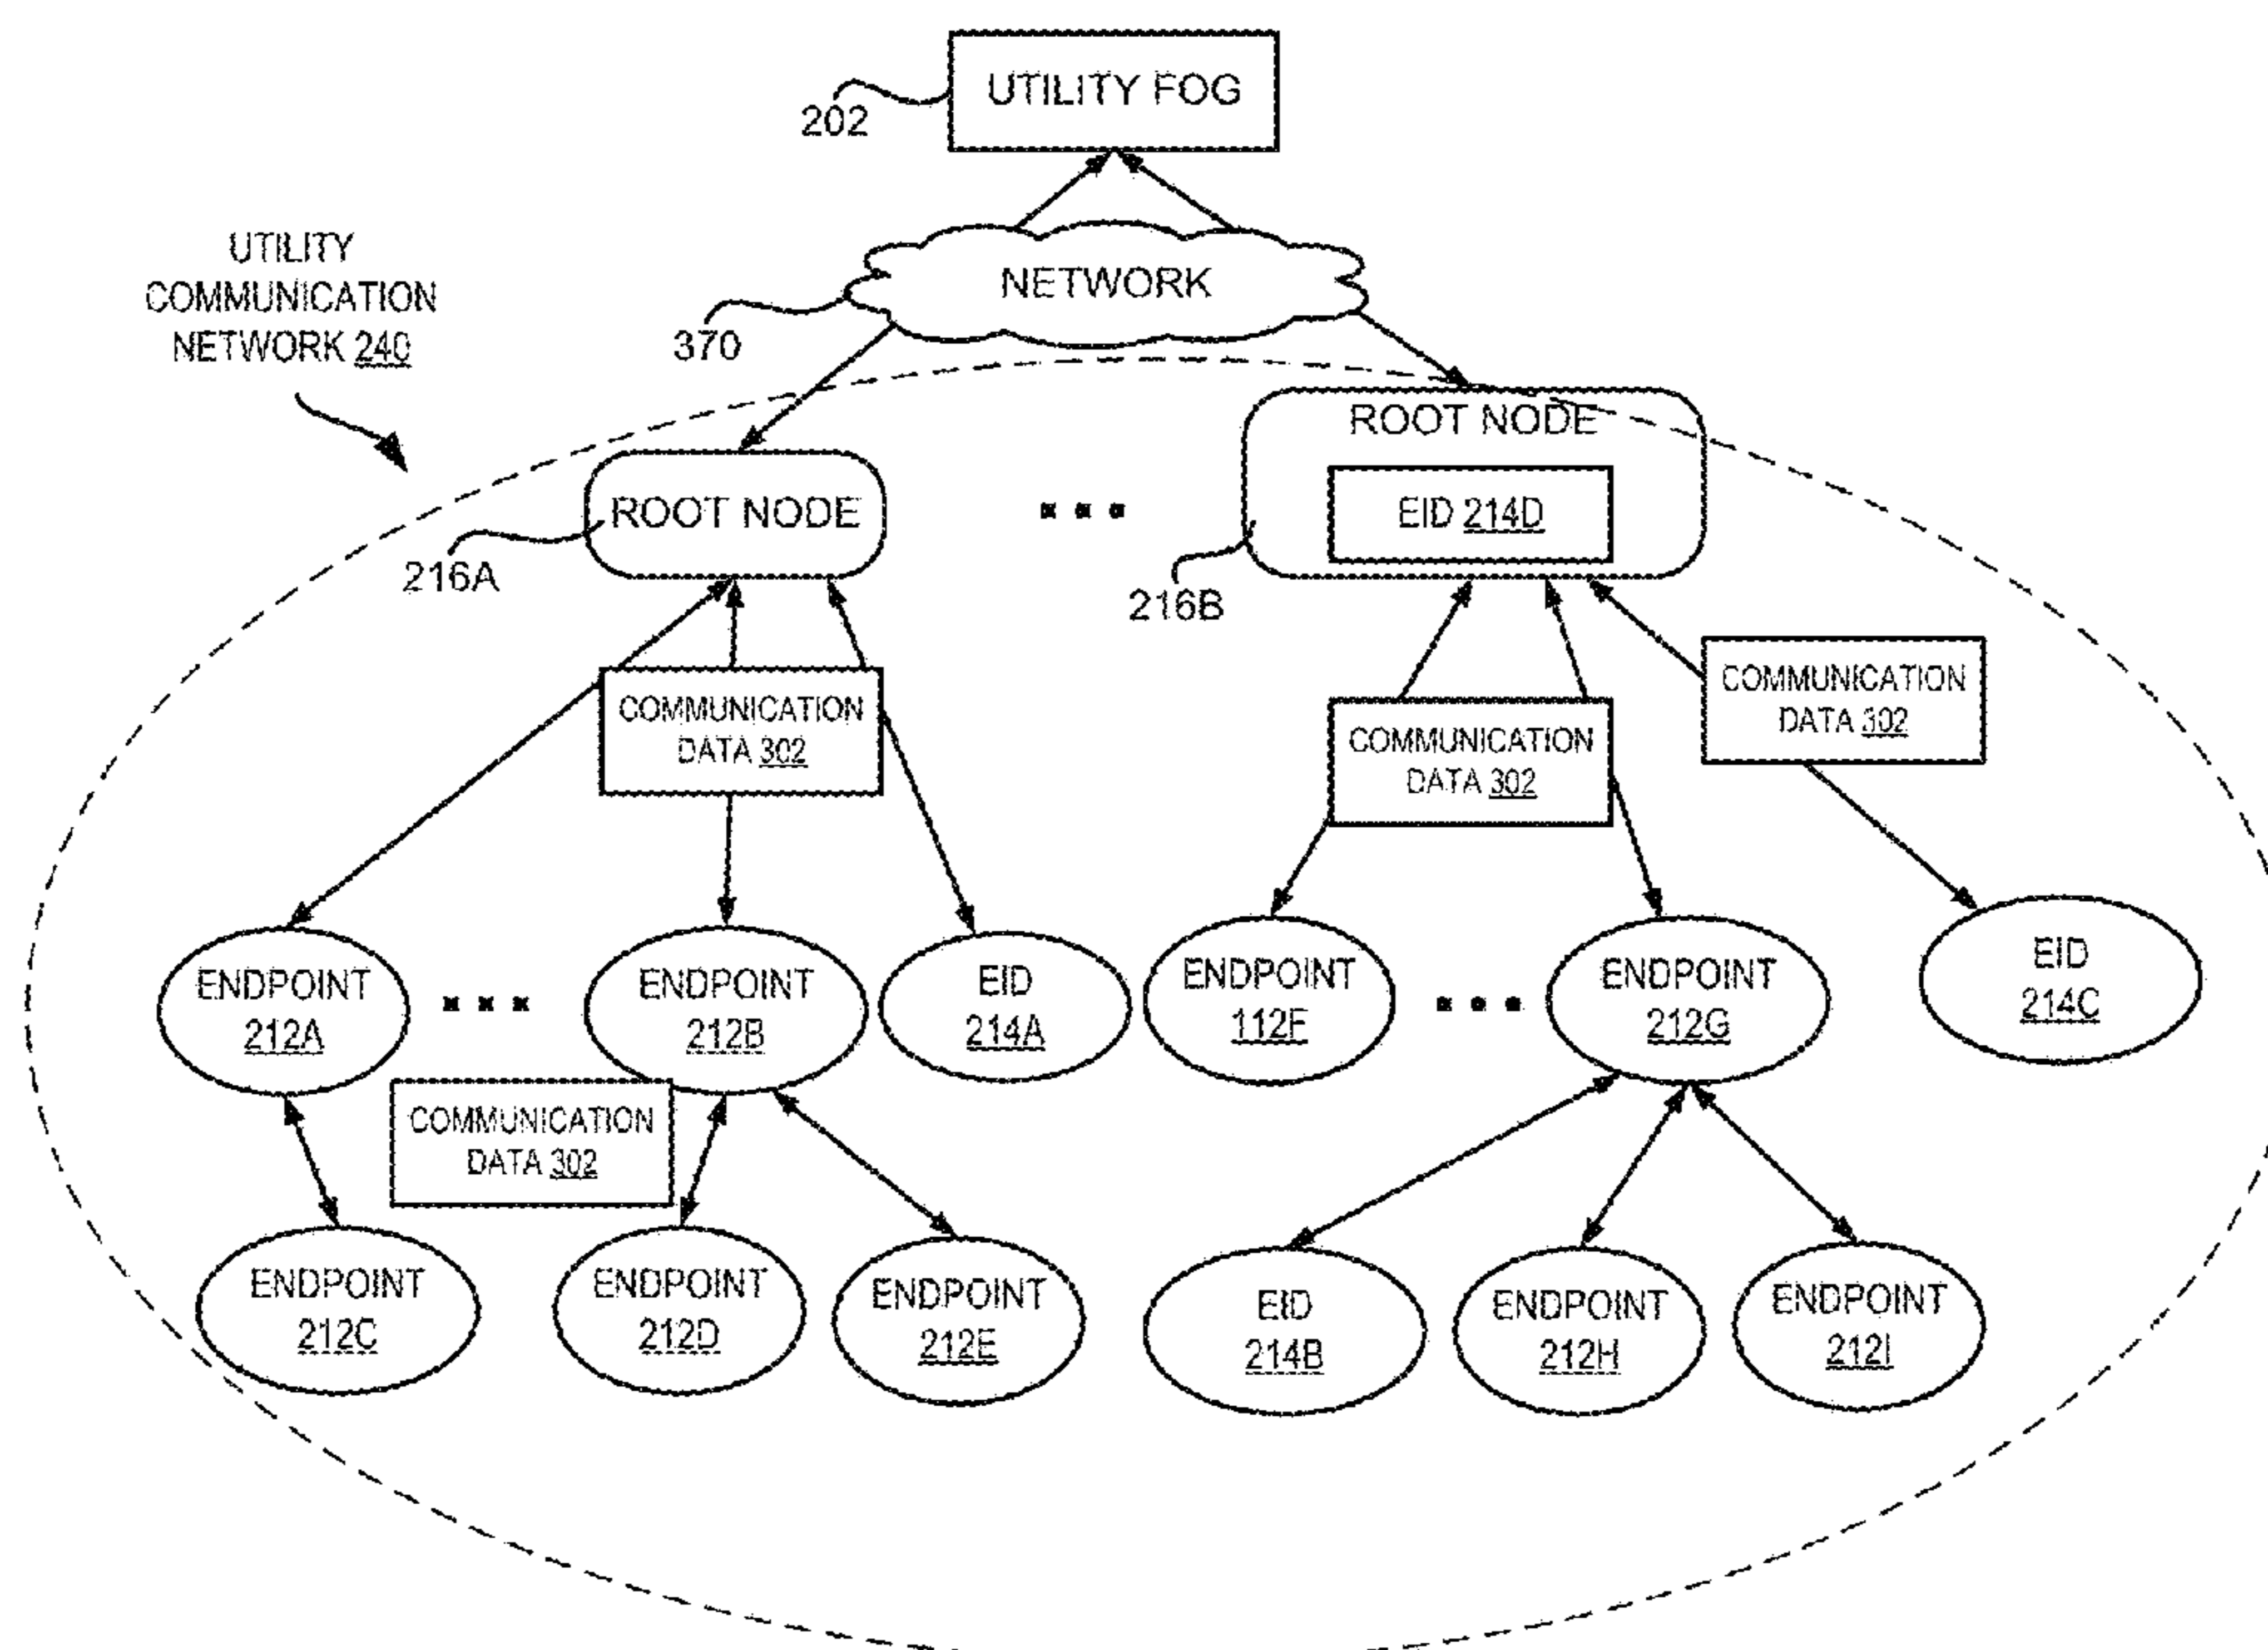 UTILITY FOG
202
UTILITY
COMMUNICATION
NETWORK 240
NETWORK
370
ROOT NODE
216A
ROOT NODE
EID 214D
216B
COMMUNICATION
DATA 302
COMMUNICATION
DATA 302
COMMUNICATION
DATA 302
ENDPOINT
212A
ENDPOINT
212B
EID
214A
ENDPOINT
112F
ENDPOINT
212G
EID
214C
COMMUNICATION
DATA 302
ENDPOINT
212C
ENDPOINT
212D
ENDPOINT
212E
EID
214B
ENDPOINT
212H
ENDPOINT
212I